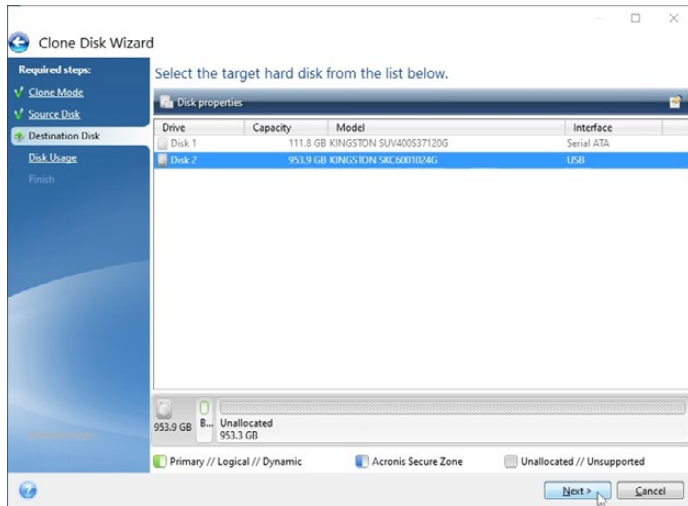 Clone Disk Wizard
Required steps:
Clone Mode
Source Disk
Destination Disk
Disk Usage
Finish
Select the target hard disk from the list below.
Disk properties
Drive Capacity Model Interface
Disk 1 111.8 GB KINGSTON SUV400S37120G Serial ATA
Disk 2 953.9 GB KINGSTON SKC6001024G USB
953.9 GB B... Unallocated
953.3 GB
Primary // Logical // Dynamic Acronis Secure Zone Unallocated // Unsupported
Next > Cancel